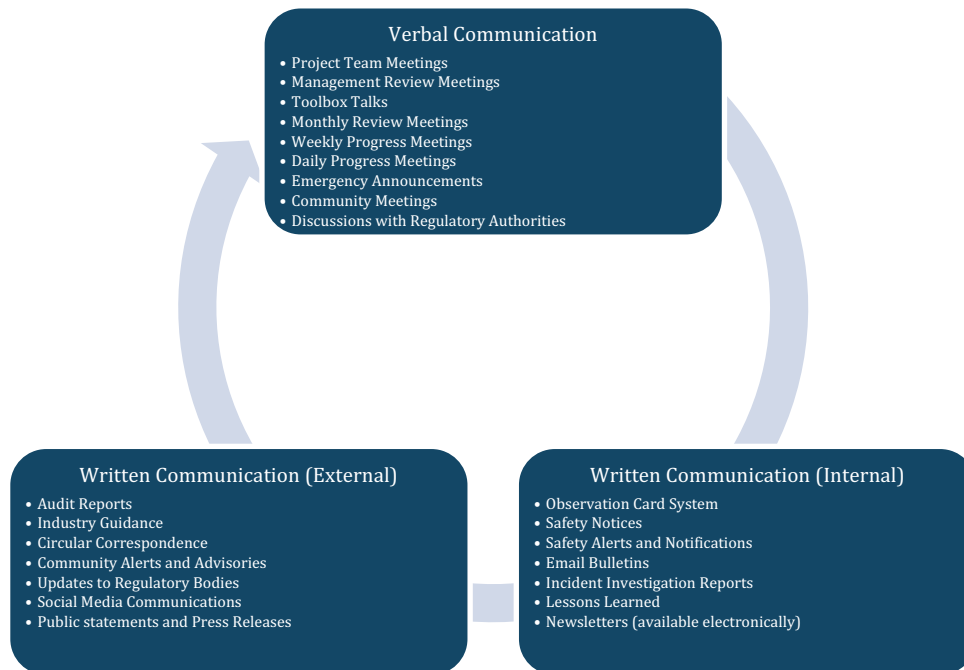 Verbal Communication
• Project Team Meetings
• Management Review Meetings
• Toolbox Talks
• Monthly Review Meetings
• Weekly Progress Meetings
• Daily Progress Meetings
• Emergency Announcements
• Community Meetings
• Discussions with Regulatory Authorities
Written Communication (External)
• Audit Reports
• Industry Guidance
• Circular Correspondence
• Community Alerts and Advisories
• Updates to Regulatory Bodies
• Social Media Communications
• Public statements and Press Releases
Written Communication (Internal)
• Observation Card System
• Safety Notices
• Safety Alerts and Notifications
• Email Bulletins
• Incident Investigation Reports
• Lessons Learned
• Newsletters (available electronically)